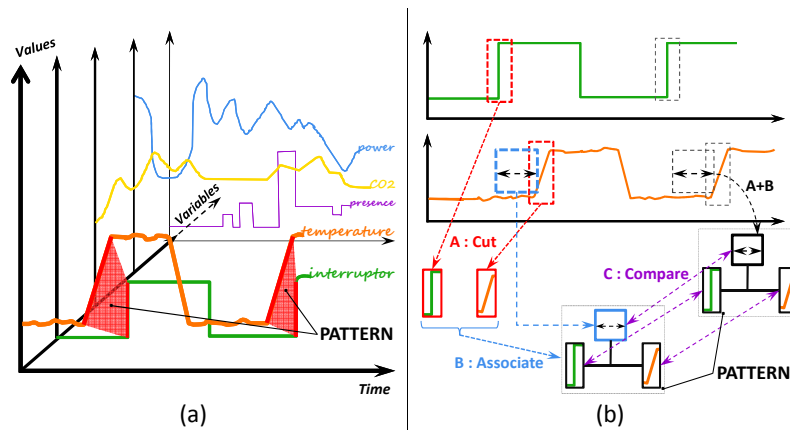 Values
power
CO2
Variables
presence
temperature
interruptor
PATTERN
Time
(a)
A+B
A : Cut
C : Compare
B : Associate
PATTERN
(b)